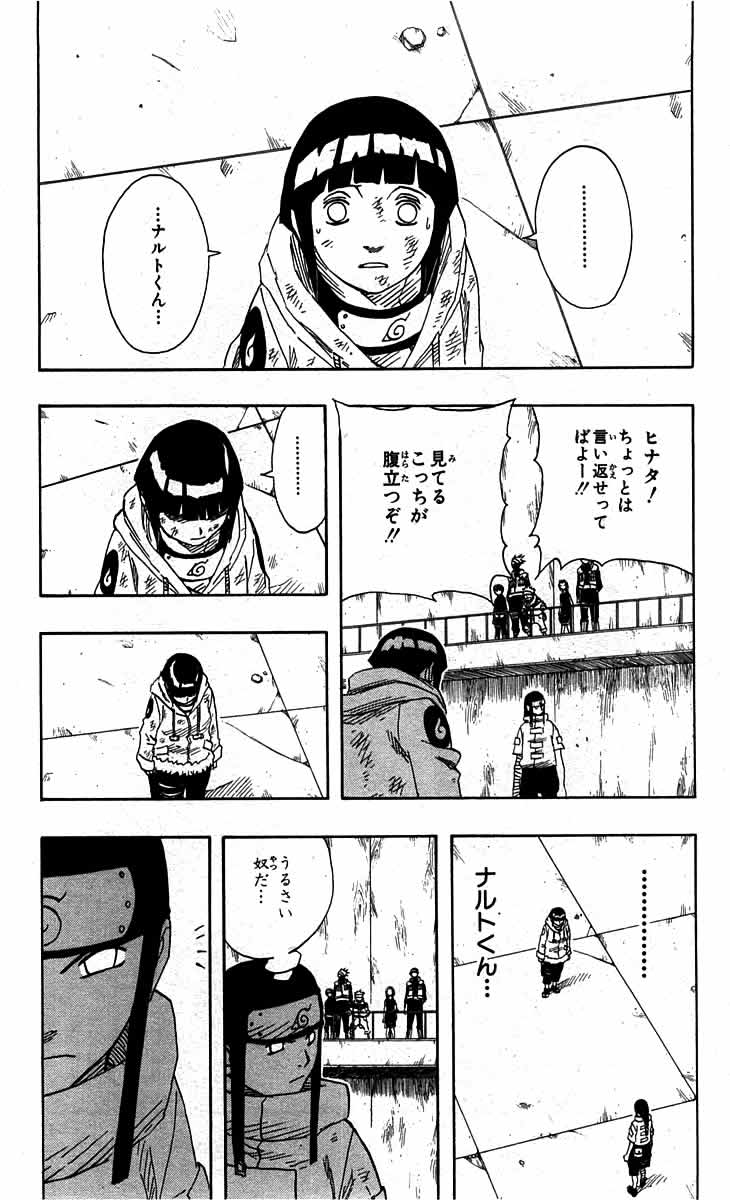 …………
…ナルトくん…
ヒナタ！
ちょっとは
言い返せって
ばよー!!
見てる
こっちが
腹立つぞ!!
…………
…………
ナルトくん…
うるさい
奴だ…